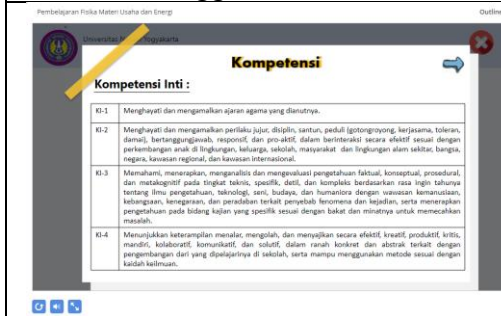 Pembelajaran Fisika Materi Usaha dan Energi
Outline
Universitas Yogyakarta
Kompetensi
Kompetensi Inti :
KI-1 Menghayati dan mengamalkan ajaran agama yang dianutnya.
KI-2 Menghayati dan mengamalkan perilaku jujur, disiplin, santun, peduli (gotongroyong, kerjasama, toleran,
damai), bertanggungjawab, responsif, dan pro-aktif, dalam berinteraksi secara efektif sesuai dengan
perkembangan anak di lingkungan, keluarga, sekolah, masyarakat dan lingkungan alam sekitar, bangsa,
negara, kawasan regional, dan kawasan internasional.
KI-3 Memahami, menerapkan, menganalisis dan mengevaluasi pengetahuan faktual, konseptual, prosedural,
dan metakognitif pada tingkat teknis, spesifik, detil, dan kompleks berdasarkan rasa ingin tahunya
tentang ilmu pengetahuan, teknologi, seni, budaya, dan humaniora dengan wawasan kemanusiaan,
kebangsaan, kenegaraan, dan peradaban terkait penyebab fenomena dan kejadian, serta menerapkan
pengetahuan pada bidang kajian yang spesifik sesuai dengan bakat dan minatnya untuk memecahkan
masalah.
KI-4 Menunjukkan keterampilan menalar, mengolah, dan menyajikan secara efektif, kreatif, produktif, kritis,
mandiri, kolaboratif, komunikatif, dan solutif, dalam ranah konkret dan abstrak terkait dengan
pengembangan dari yang dipelajarinya di sekolah, serta mampu menggunakan metode sesuai dengan
kaidah keilmuan.